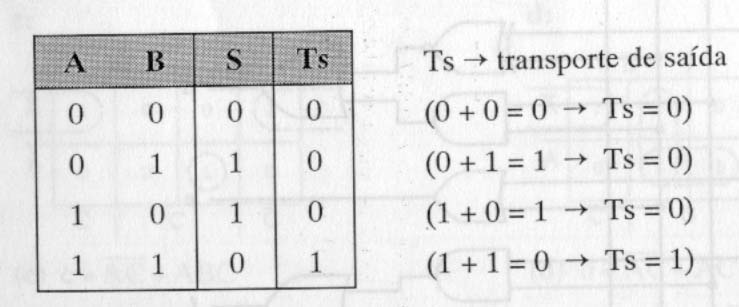 A B S Ts Ts → transporte de saída
0 0 0 0 (0 + 0 = 0 → Ts = 0)
0 1 1 0 (0 + 1 = 1 → Ts = 0)
1 0 1 0 (1 + 0 = 1 → Ts = 0)
1 1 0 1 (1 + 1 = 0 → Ts = 1)